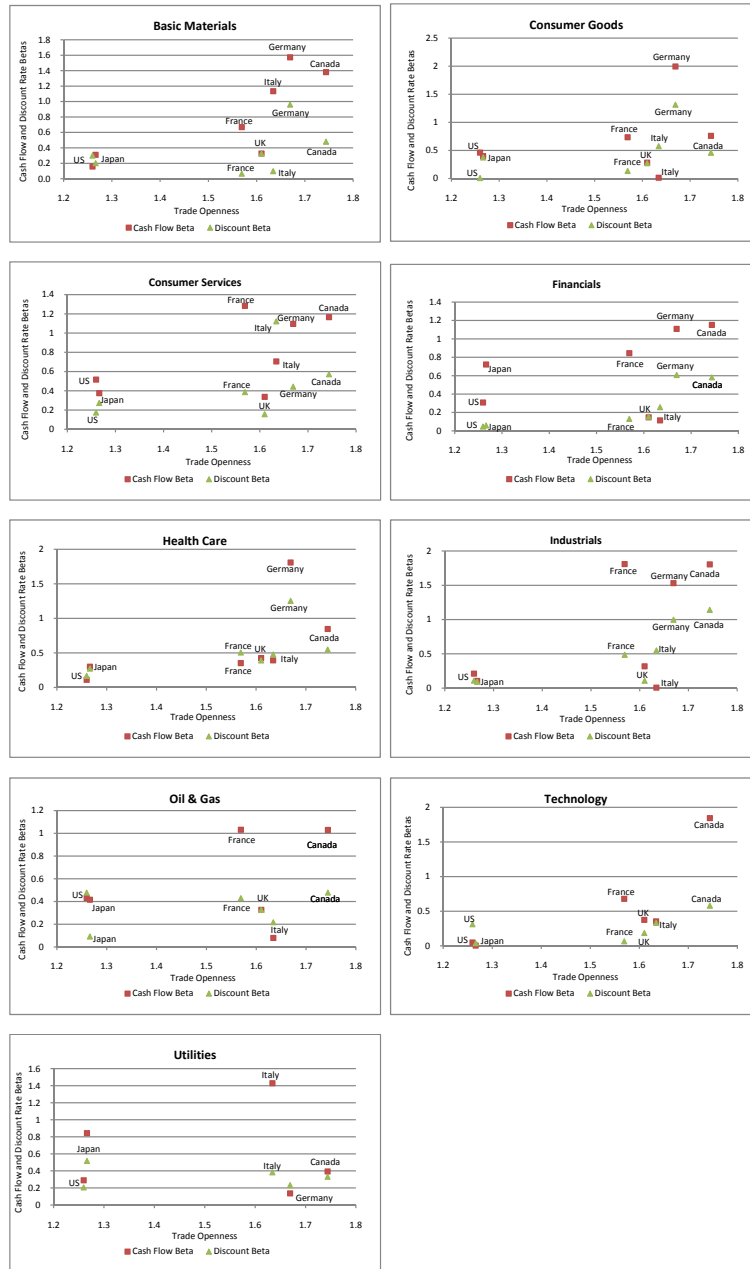 Basic Materials
Cash Flow and Discount Rate Betas
1.8
1.6
1.4
1.2
1.0
0.8
0.6
0.4
0.2
0.0
Germany
Canada
Italy
Germany
France
UK
Canada
US
Japan
France
Italy
1.2 1.3 1.4 1.5 1.6 1.7 1.8
Trade Openness
Cash Flow Beta Discount Beta
Consumer Goods
Cash Flow and Discount Rate Betas
2.5
2
1.5
1
0.5
0
Germany
Germany
France
Italy
US
Japan
UK
Canada
France
US
Italy
1.2 1.3 1.4 1.5 1.6 1.7 1.8
Trade Openness
Cash Flow Beta Discount Beta
Consumer Services
Cash Flow and Discount Rate Betas
1.4
1.2
1
0.8
0.6
0.4
0.2
0
France
Canada
Germany
Italy
Italy
US
Canada
France
Germany
Japan
UK
US
1.2 1.3 1.4 1.5 1.6 1.7 1.8
Trade Openness
Cash Flow Beta Discount Beta
Financials
Cash Flow and Discount Rate Betas
1.4
1.2
1
0.8
0.6
0.4
0.2
0
Germany
Canada
France
Japan
Germany
Canada
US
UK
Italy
US
Japan
France
1.2 1.3 1.4 1.5 1.6 1.7 1.8
Trade Openness
Cash Flow Beta Discount Beta
Health Care
Cash Flow and Discount Rate Betas
2
1.5
1
0.5
0
Germany
Germany
Canada
France
UK
Italy
Japan
France
US
1.2 1.3 1.4 1.5 1.6 1.7 1.8
Trade Openness
Cash Flow Beta Discount Beta
Industrials
Cash Flow and Discount Rate Betas
2
1.5
1
0.5
0
France
Germany
Canada
Germany
Canada
France
Italy
US
Japan
UK
Italy
1.2 1.3 1.4 1.5 1.6 1.7 1.8
Trade Openness
Cash Flow Beta Discount Beta
Oil & Gas
Cash Flow and Discount Rate Betas
1.2
1
0.8
0.6
0.4
0.2
0
France
Canada
US
UK
Canada
Japan
France
Italy
Japan
1.2 1.3 1.4 1.5 1.6 1.7 1.8
Trade Openness
Cash Flow Beta Discount Beta
Technology
Cash Flow and Discount Rate Betas
2
1.5
1
0.5
0
Canada
France
Canada
US
UK
Italy
France
US
Japan
UK
1.2 1.3 1.4 1.5 1.6 1.7 1.8
Trade Openness
Cash Flow Beta Discount Beta
Utilities
Cash Flow and Discount Rate Betas
1.6
1.4
1.2
1
0.8
0.6
0.4
0.2
0
Italy
Japan
Canada
Italy
US
Germany
1.2 1.3 1.4 1.5 1.6 1.7 1.8
Trade Openness
Cash Flow Beta Discount Beta